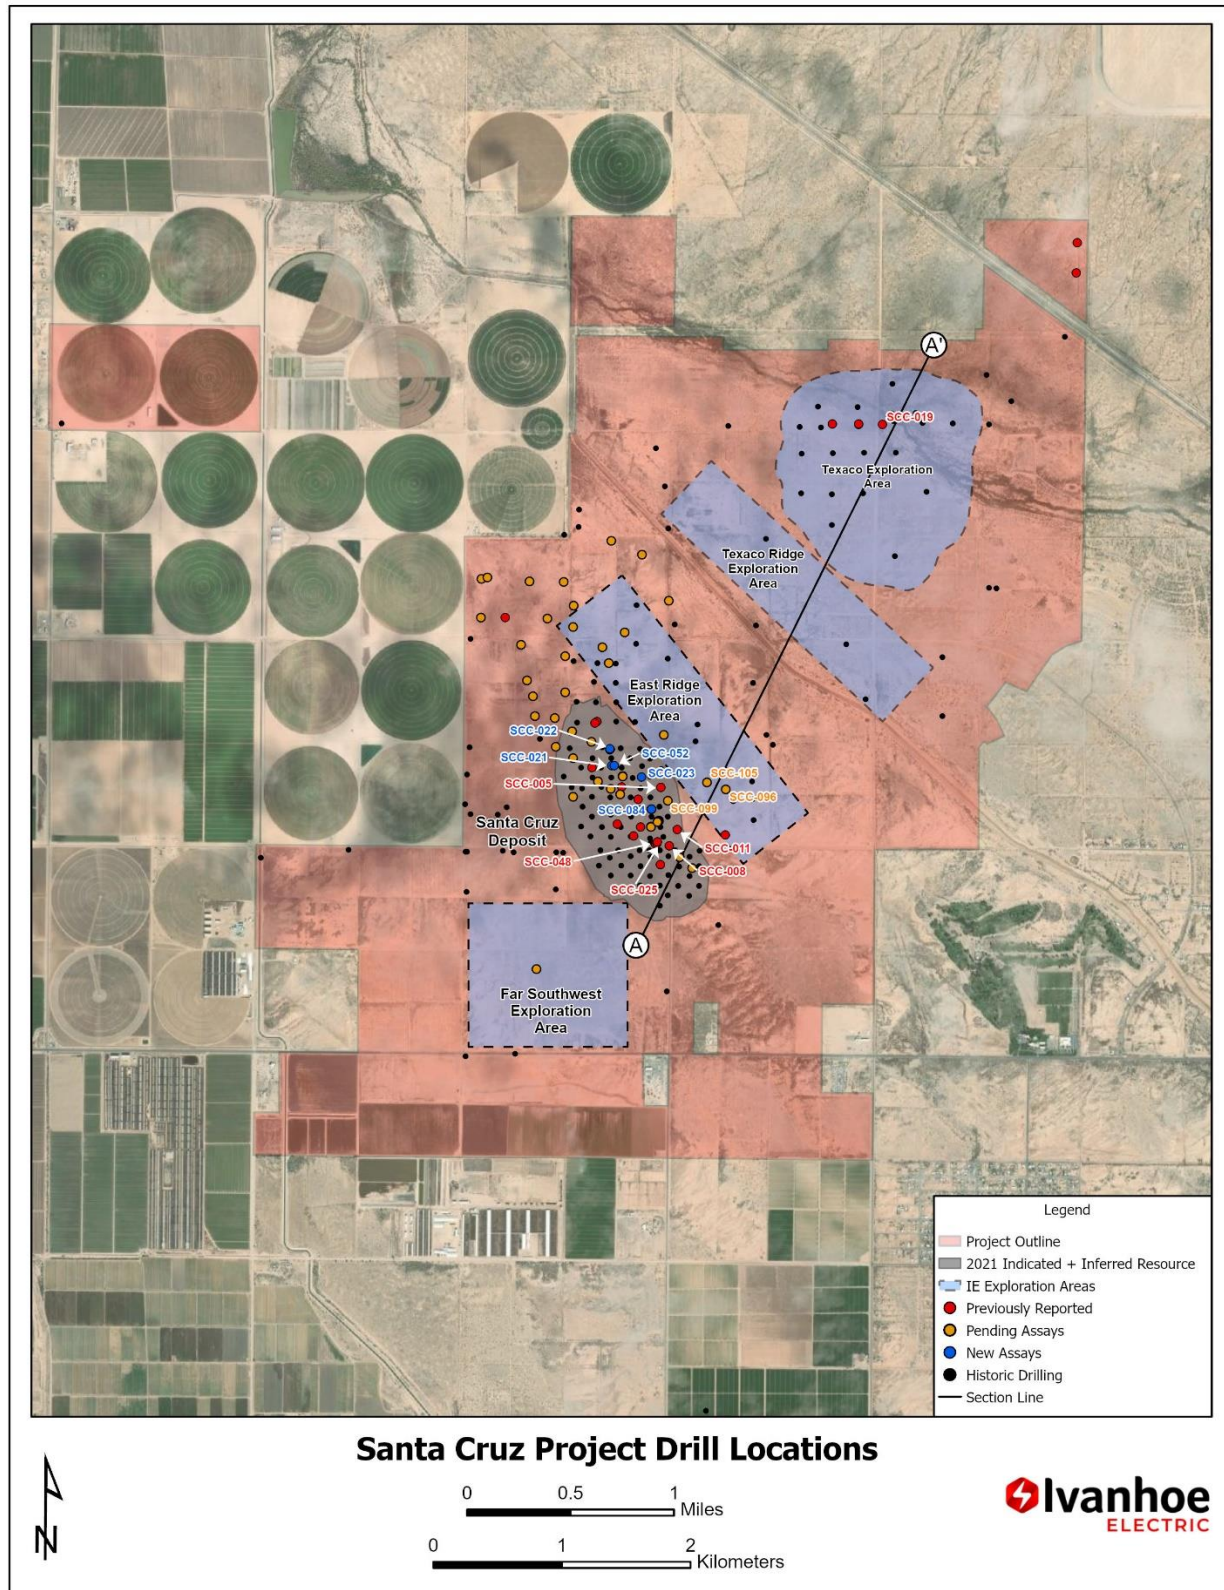 A'
SCC-019
Texaco Exploration
Area
Texaco Ridge
Exploration
Area
East Ridge
Exploration
Area
SCC-022
SCC-052
SCC-021
SCC-023
SCC-105
SCC-005
SCC-096
SCC-084
SCC-099
Santa Cruz
Deposit
SCC-011
SCC-048
SCC-008
SCC-025
A
Far Southwest
Exploration
Area
Legend
Project Outline
2021 Indicated + Inferred Resource
IE Exploration Areas
Previously Reported
Pending Assays
New Assays
Historic Drilling
Section Line
Santa Cruz Project Drill Locations
N
0 0.5 1
Miles
0 1 2
Kilometers
Ivanhoe
ELECTRIC